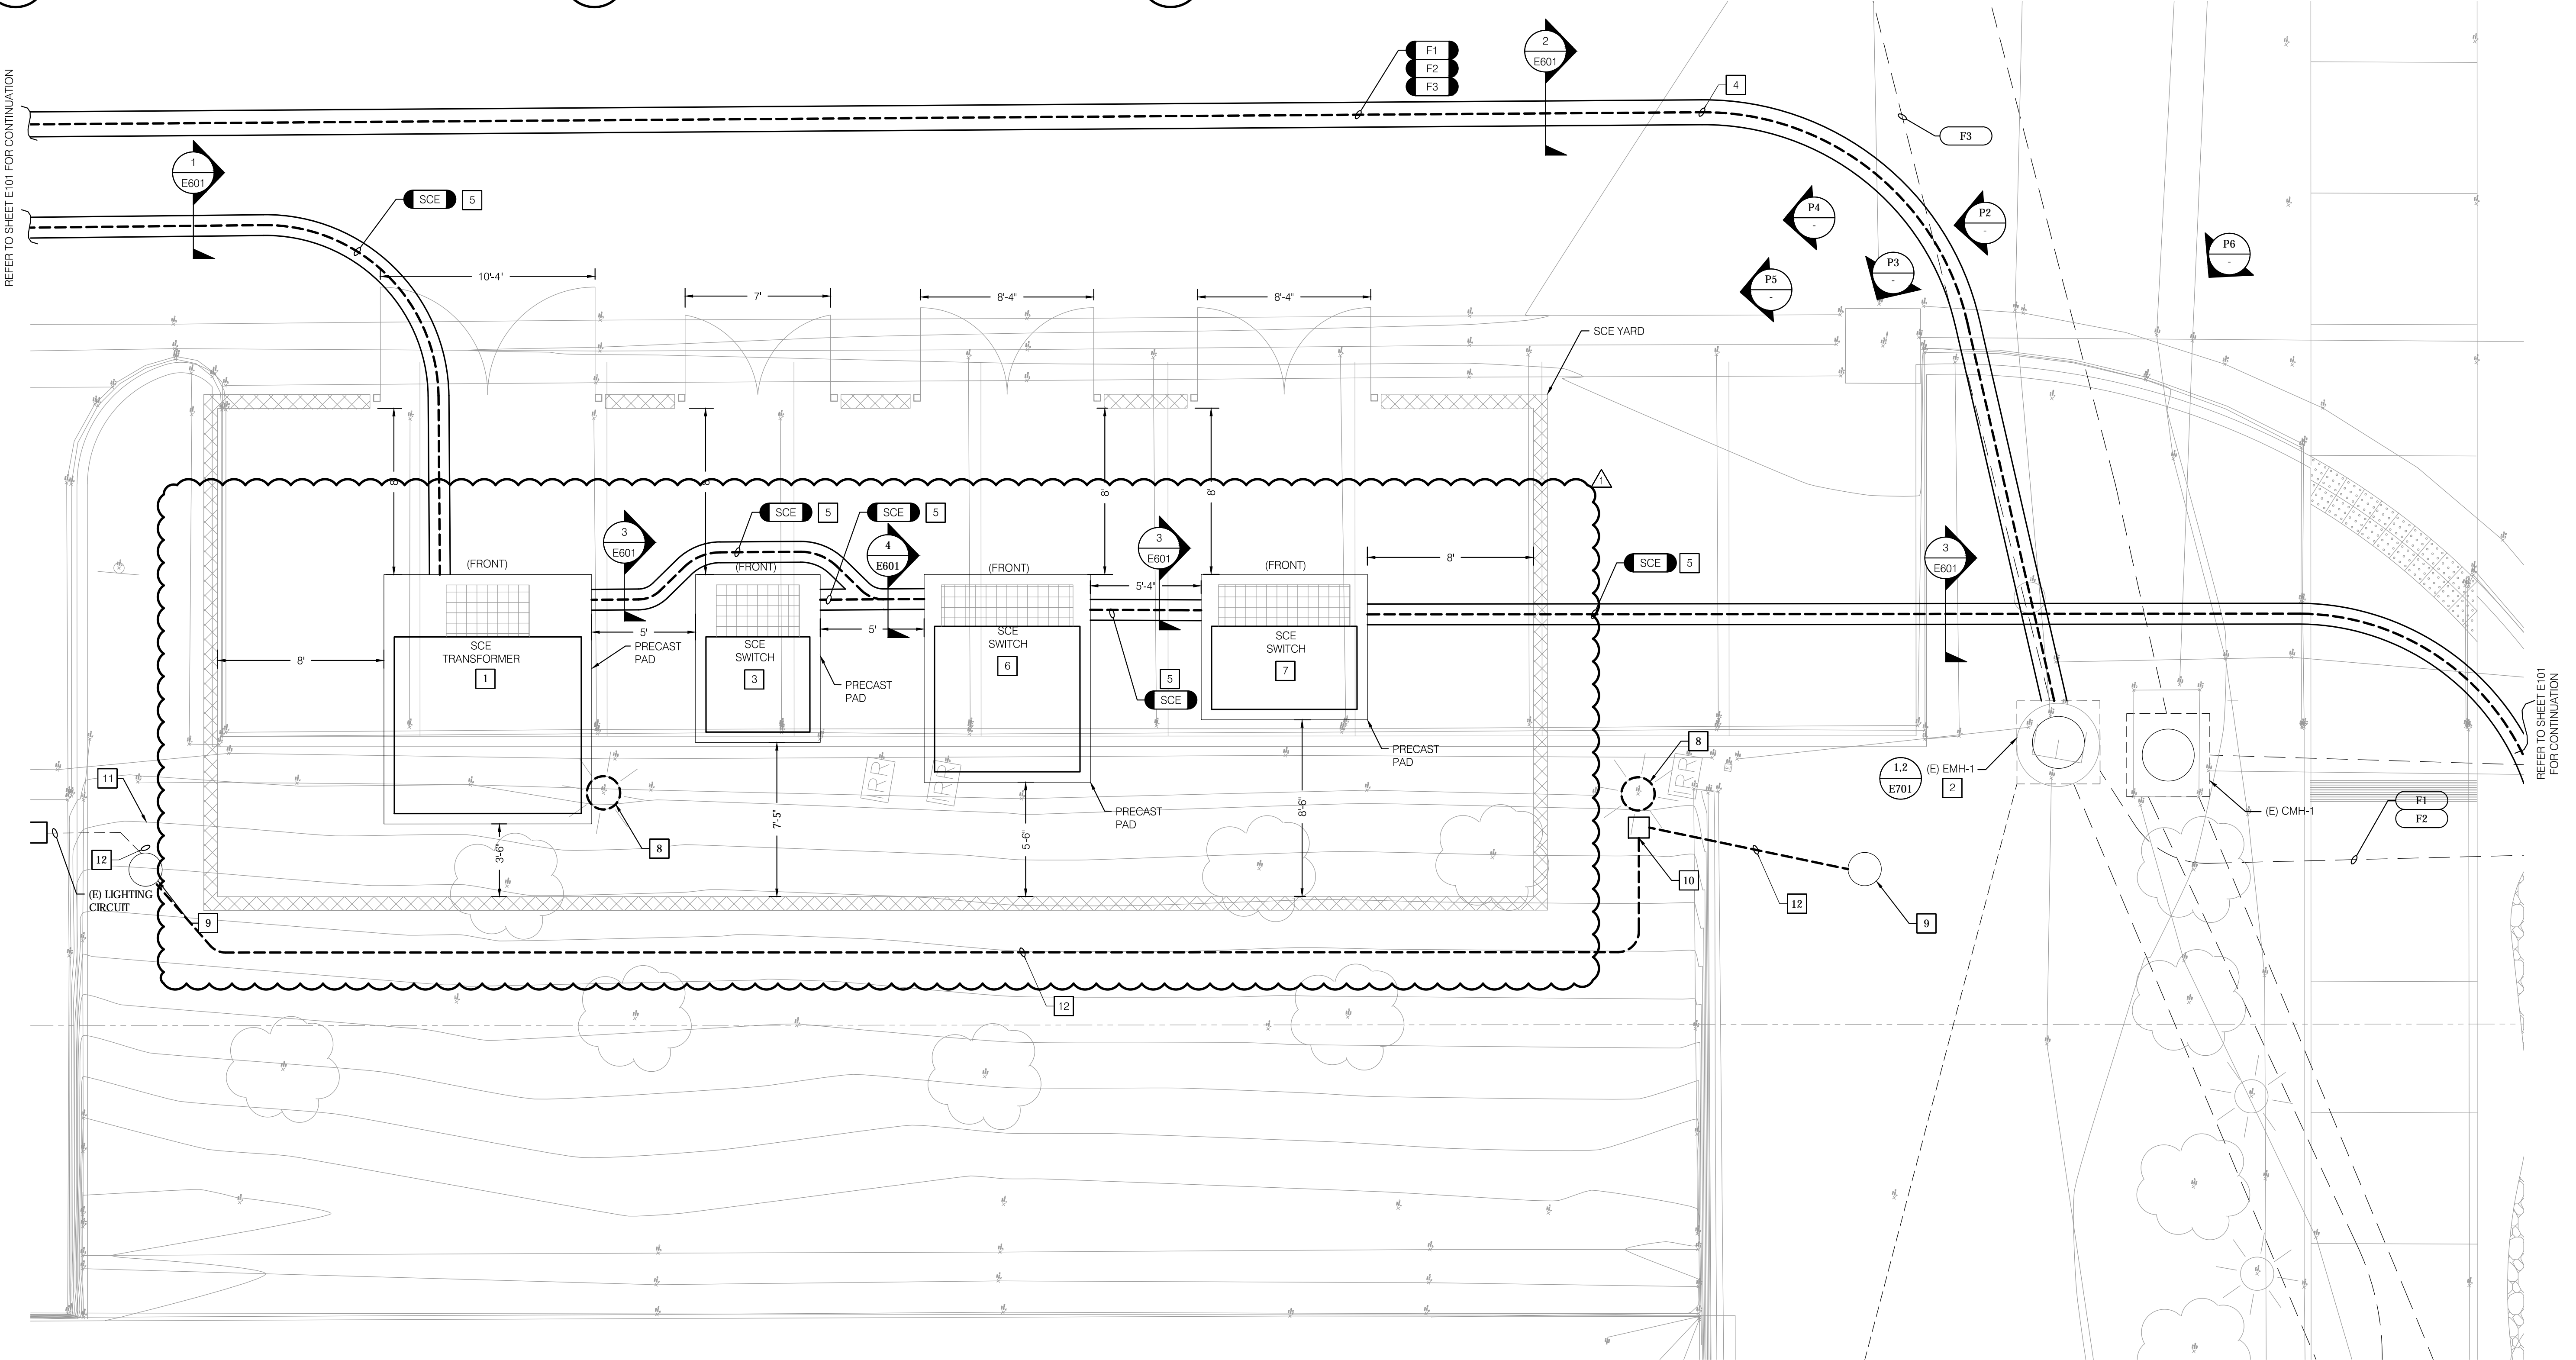 REFER TO SHEET E101 FOR CONTINUATION
F1
F2
F3
2
E601
4
F3
1
E601
SCE
5
P4
-
P2
-
P3
-
P5
-
P6
-
10'-4"
7'
8'-4"
8'-4"
SCE YARD
8'
8'
8'
8'
1
SCE
5
SCE
5
3
E601
4
E601
3
E601
3
E601
(FRONT)
(FRONT)
(FRONT)
(FRONT)
5'-4"
8'
SCE
5
5'
5'
8'
SCE
TRANSFORMER
1
PRECAST
PAD
SCE
SWITCH
3
PRECAST
PAD
SCE
SWITCH
6
5
SCE
SCE
SWITCH
7
PRECAST
PAD
PRECAST
PAD
REFER TO SHEET E101
FOR CONTINUATION
8
8
IRR
IRR
IRR
E
1,2
E701
(E) EMH-1
2
(E) CMH-1
F1
F2
11
12
(E) LIGHTING
CIRCUIT
9
3'-6"
7'-5"
5'-6"
8'-6"
10
12
9
12